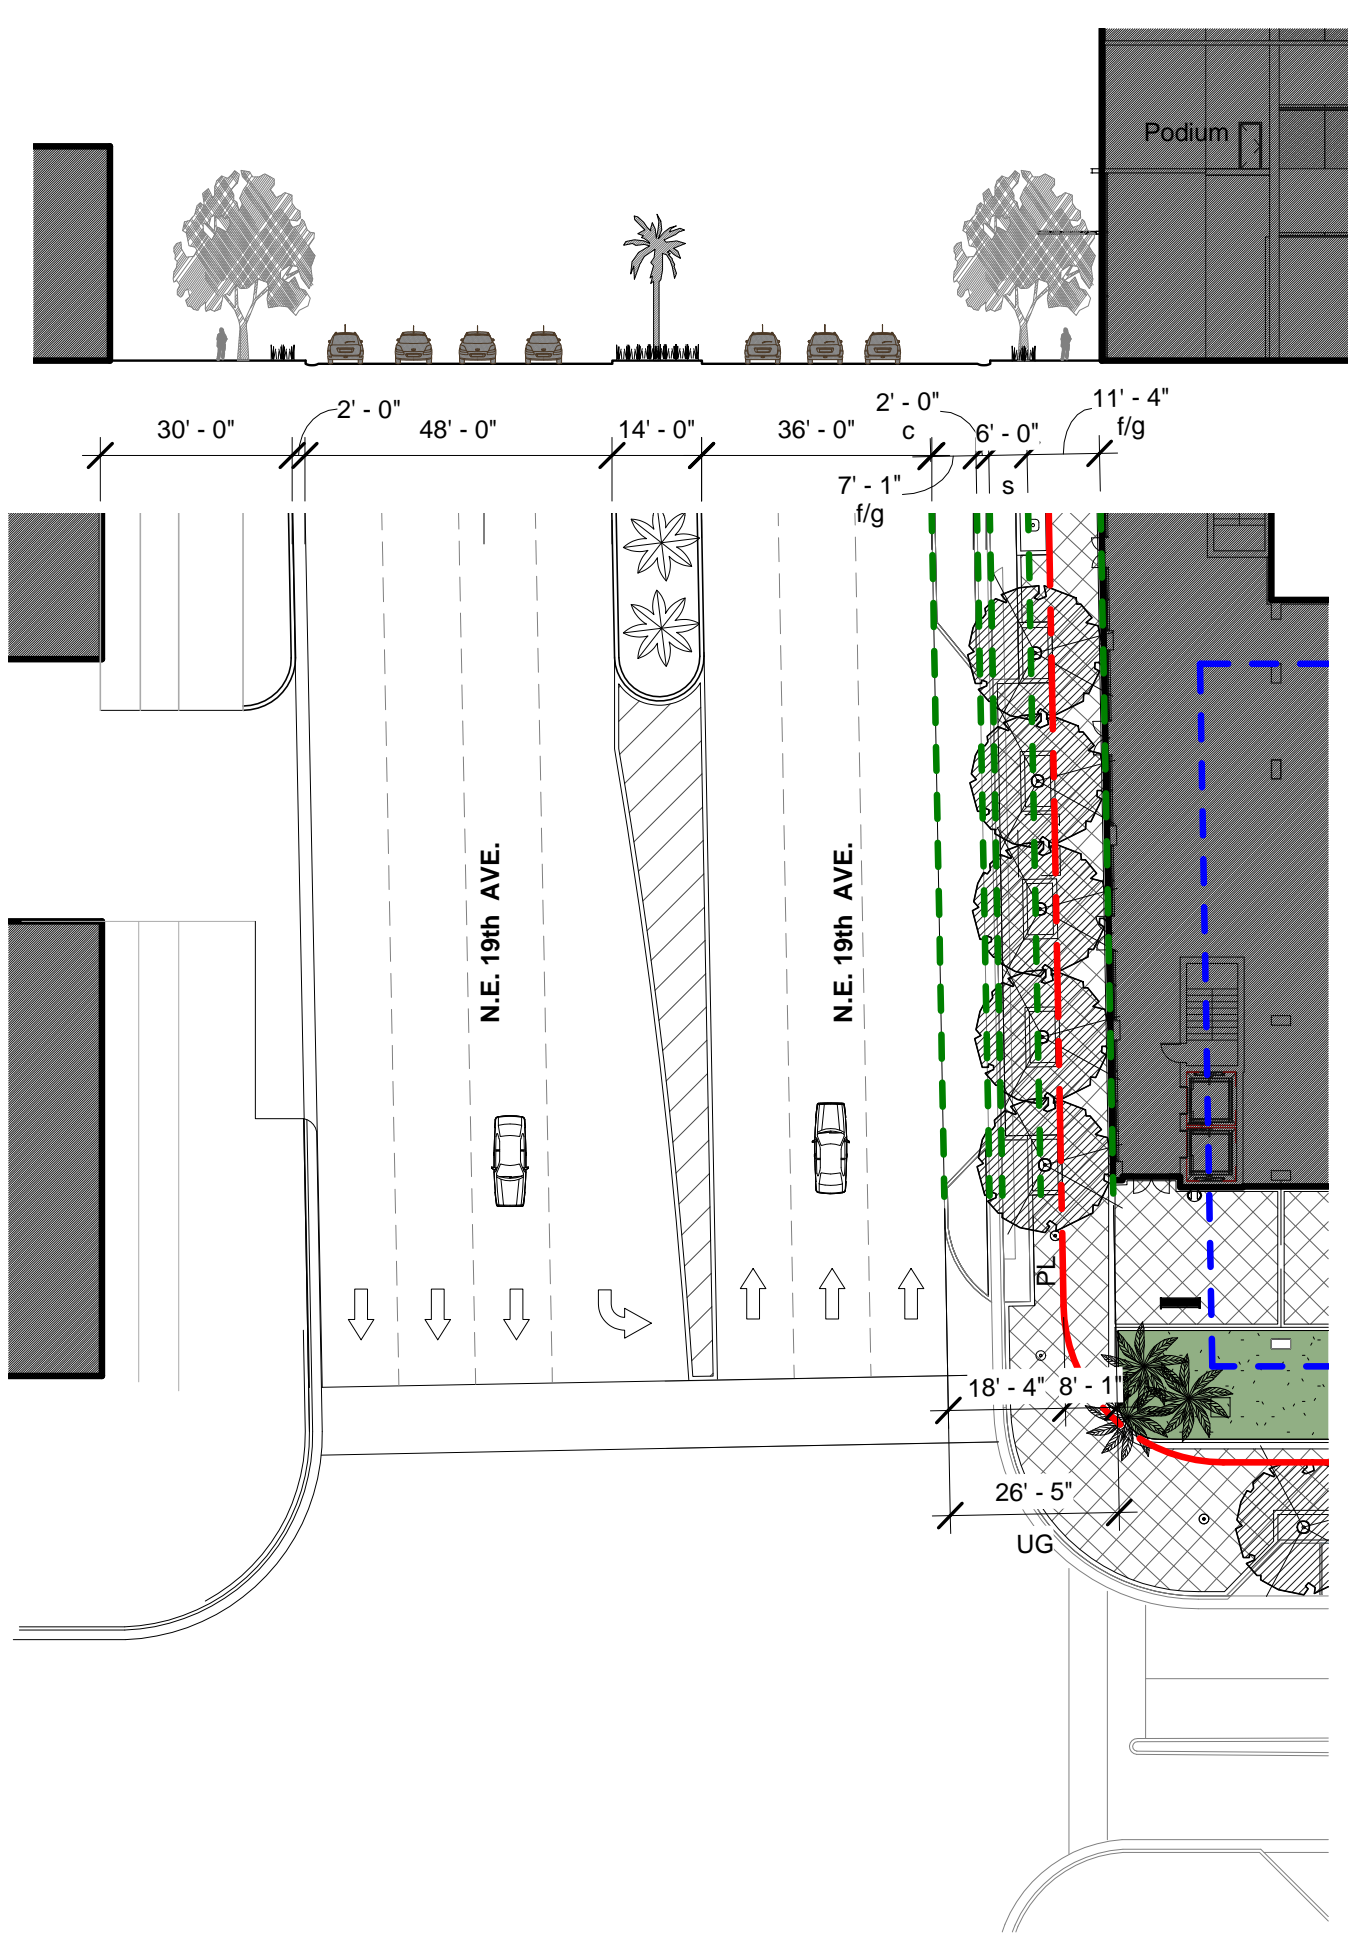 Podium
2' - 0"
2' - 0"
11' - 4"
f/g
30' - 0"
48' - 0"
14' - 0"
36' - 0"
c
6' - 0"
7' - 1"
f/g
s
N.E. 19th AVE.
N.E. 19th AVE.
PL
18' - 4"
8' - 1"
26' - 5"
UG